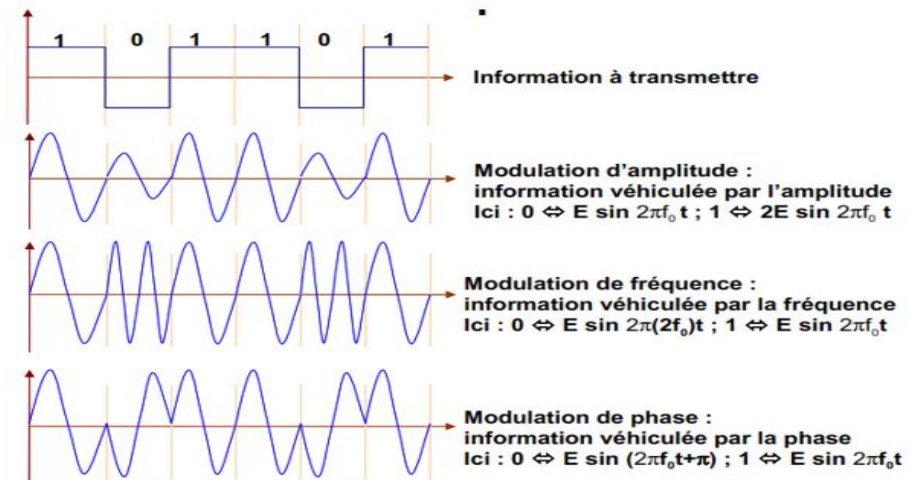 1 0 1 1 0 1
Information à transmettre
Modulation d'amplitude :
information véhiculée par l'amplitude
Ici : 0 ⇔ E sin 2πf₀ t ; 1 ⇔ 2E sin 2πf₀ t
Modulation de fréquence :
information véhiculée par la fréquence
Ici : 0 ⇔ E sin 2π(2f₀)t ; 1 ⇔ E sin 2πf₀t
Modulation de phase :
information véhiculée par la phase
Ici : 0 ⇔ E sin (2πf₀t+π) ; 1 ⇔ E sin 2πf₀t